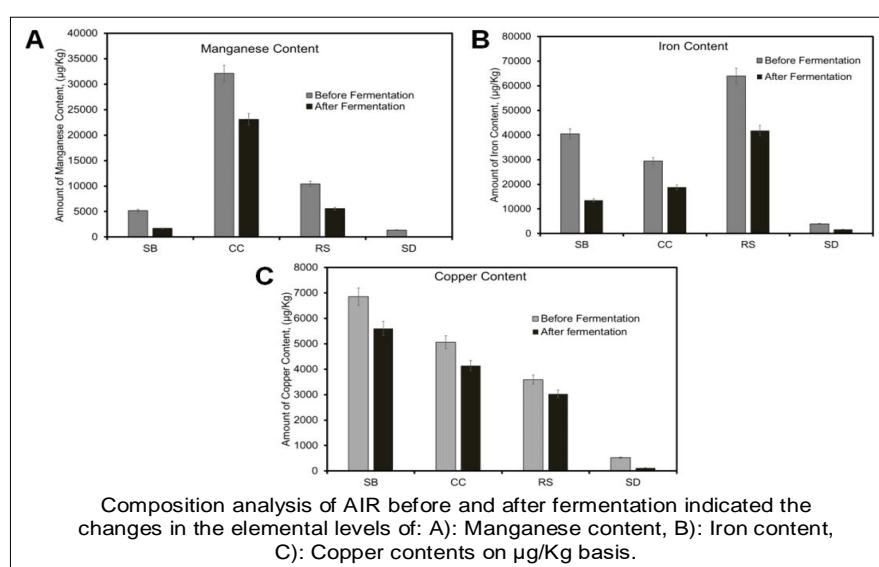 A
Manganese Content
Amount of Manganese Content, (µg/Kg)
40000
35000
30000
25000
20000
15000
10000
5000
0
Before Fermentation
After Fermentation
SB CC RS SD
B
Iron Content
Amount of Iron Content, (µg/Kg)
80000
70000
60000
50000
40000
30000
20000
10000
0
Before Fermentation
After Fermentation
SB CC RS SD
C
Copper Content
Amount of Copper Content, (µg/Kg)
8000
7000
6000
5000
4000
3000
2000
1000
0
Before Fermentation
After fermentation
SB CC RS SD
Composition analysis of AIR before and after fermentation indicated the
changes in the elemental levels of: A): Manganese content, B): Iron content,
C): Copper contents on µg/Kg basis.